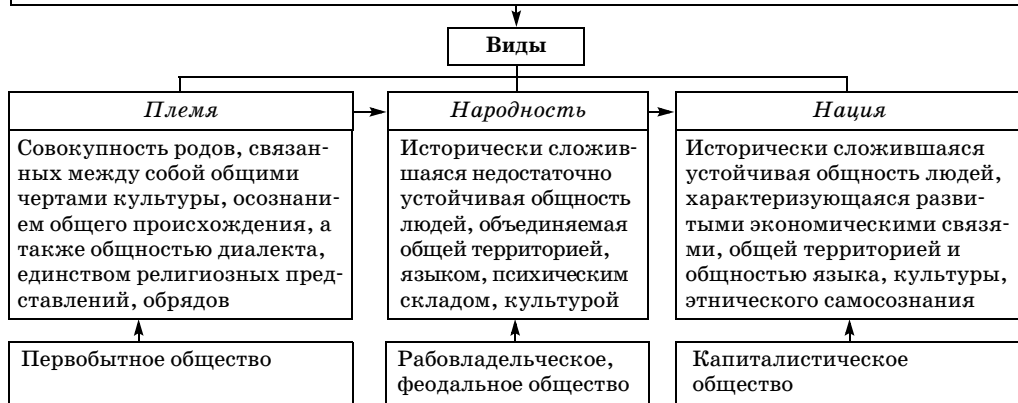 Виды
Племя
Совокупность родов, связан-
ных между собой общими
чертами культуры, осознани-
ем общего происхождения, а
также общностью диалекта,
единством религиозных пред-
ставлений, обрядов
Первобытное общество
Народность
Исторически сложив-
шаяся недостаточно
устойчивая общность
людей, объединяемая
общей территорией,
языком, психическим
складом, культурой
Рабовладельческое,
феодальное общество
Нация
Исторически сложившаяся
устойчивая общность людей,
характеризующаяся разви-
тыми экономическими связя-
ми, общей территорией и
общностью языка, культуры,
этнического самосознания
Капиталистическое
общество